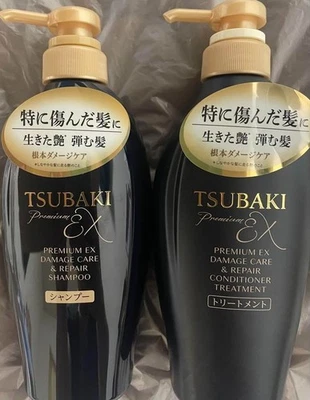 特に傷んだ髪に
生きた艶* 弾む髪
根本ダメージケア
TSUBAKI
Premium EX
PREMIUM EX
DAMAGE CARE
& REPAIR
SHAMPOO
シャンプー
特に傷んだ髪に
生きた艶* 弾む髪
根本ダメージケア
TSUBAKI
Premium EX
PREMIUM EX
DAMAGE CARE
& REPAIR
CONDITIONER
TREATMENT
トリートメント